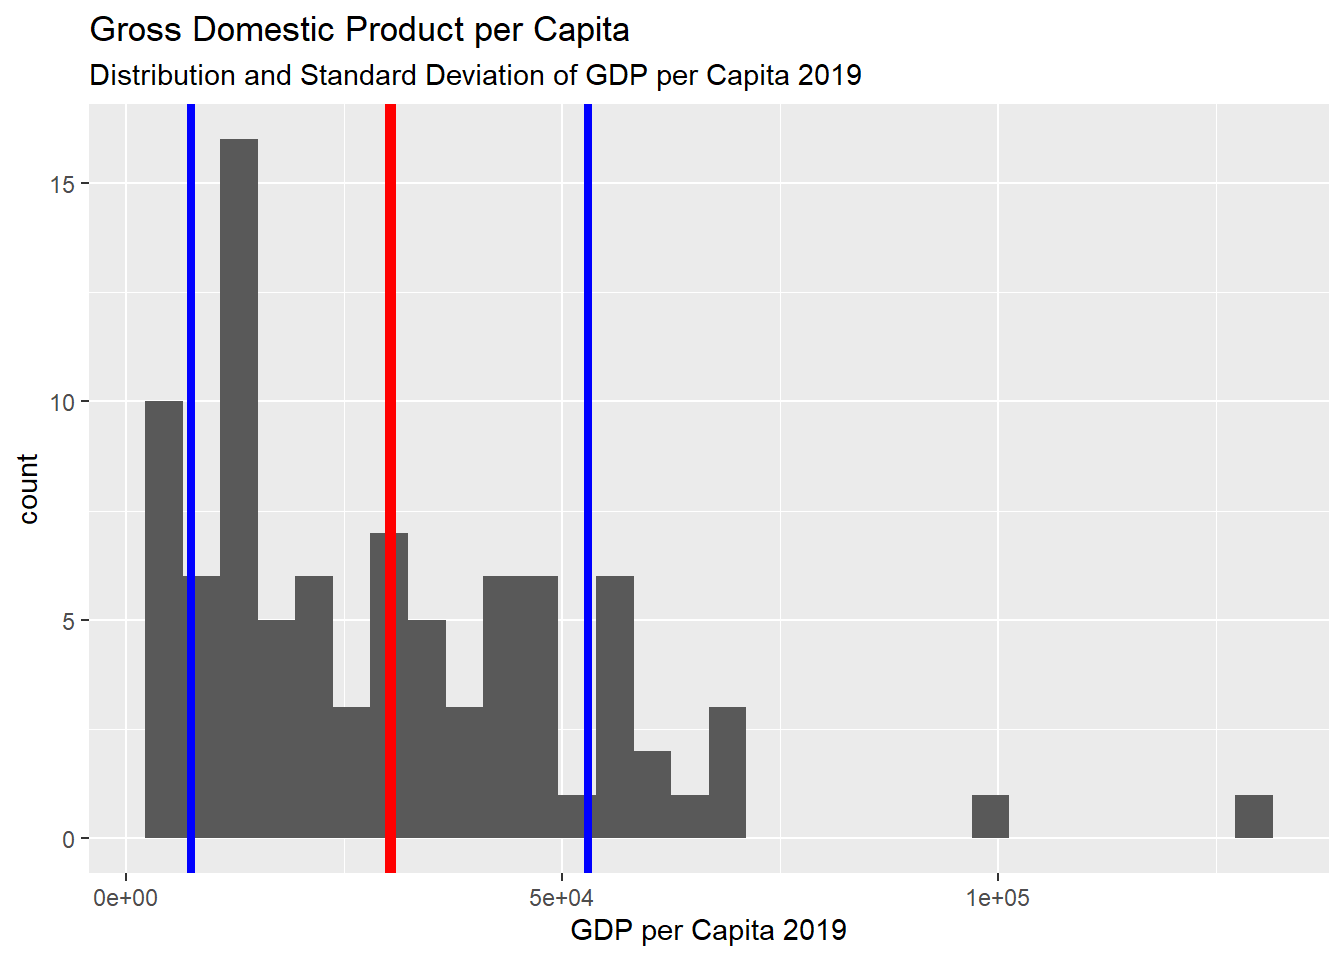 Gross Domestic Product per Capita
Distribution and Standard Deviation of GDP per Capita 2019
15
10
5
0
count
0e+00 5e+04 1e+05
GDP per Capita 2019